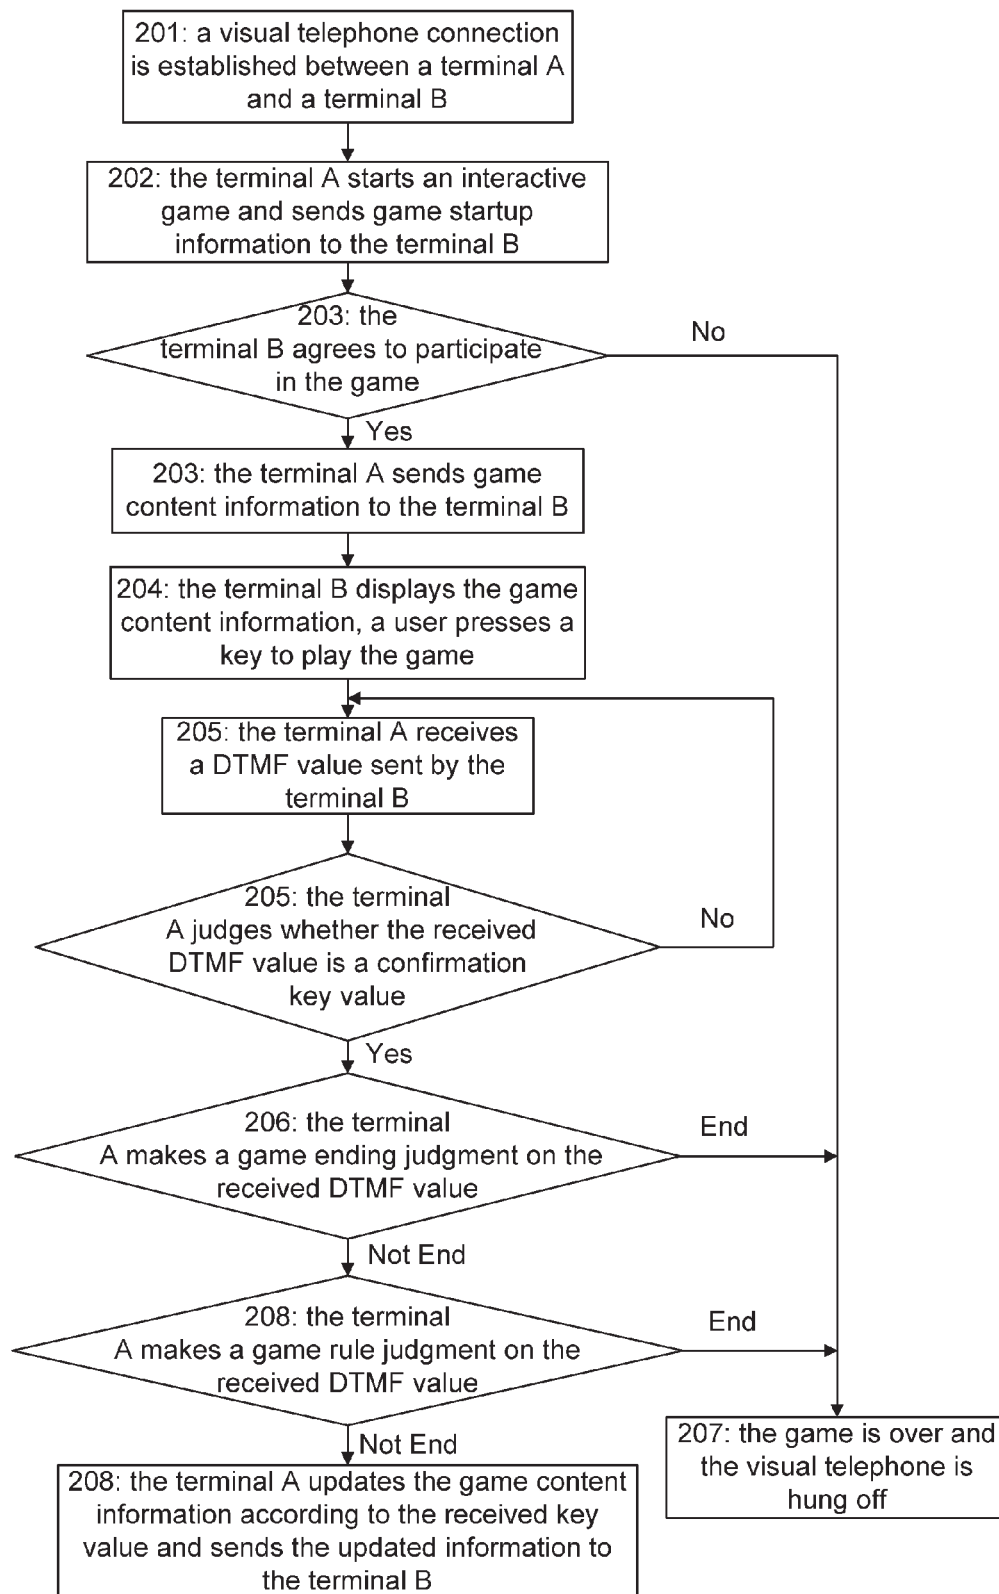 201: a visual telephone connection
is established between a terminal A
and a terminal B
202: the terminal A starts an interactive
game and sends game startup
information to the terminal B
203: the
terminal B agrees to participate
in the game
No
Yes
203: the terminal A sends game
content information to the terminal B
204: the terminal B displays the game
content information, a user presses a
key to play the game
205: the terminal A receives
a DTMF value sent by the
terminal B
205: the terminal
A judges whether the received
DTMF value is a confirmation
key value
No
Yes
206: the terminal
A makes a game ending judgment on the
received DTMF value
End
Not End
208: the terminal
A makes a game rule judgment on the
received DTMF value
End
Not End
207: the game is over and
the visual telephone is
hung off
208: the terminal A updates the game content
information according to the received key
value and sends the updated information to
the terminal B